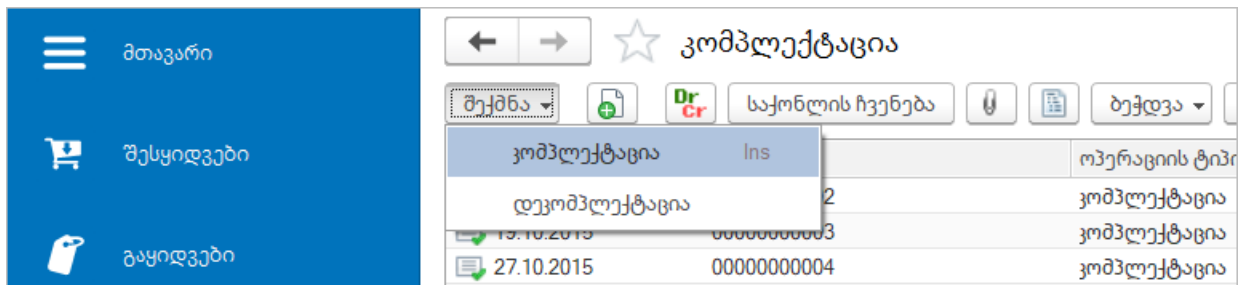 მთავარი
შესყიდვები
გაყიდვები
კომპლექტაცია
შექმნა
Dr Cr
საქონლის ჩვენება
ბეჭდვა
კომპლექტაცია Ins
დეკომპლექტაცია
ოპერაციის ტიპი
2 კომპლექტაცია
19.10.2015 00000000003 კომპლექტაცია
27.10.2015 00000000004 კომპლექტაცია